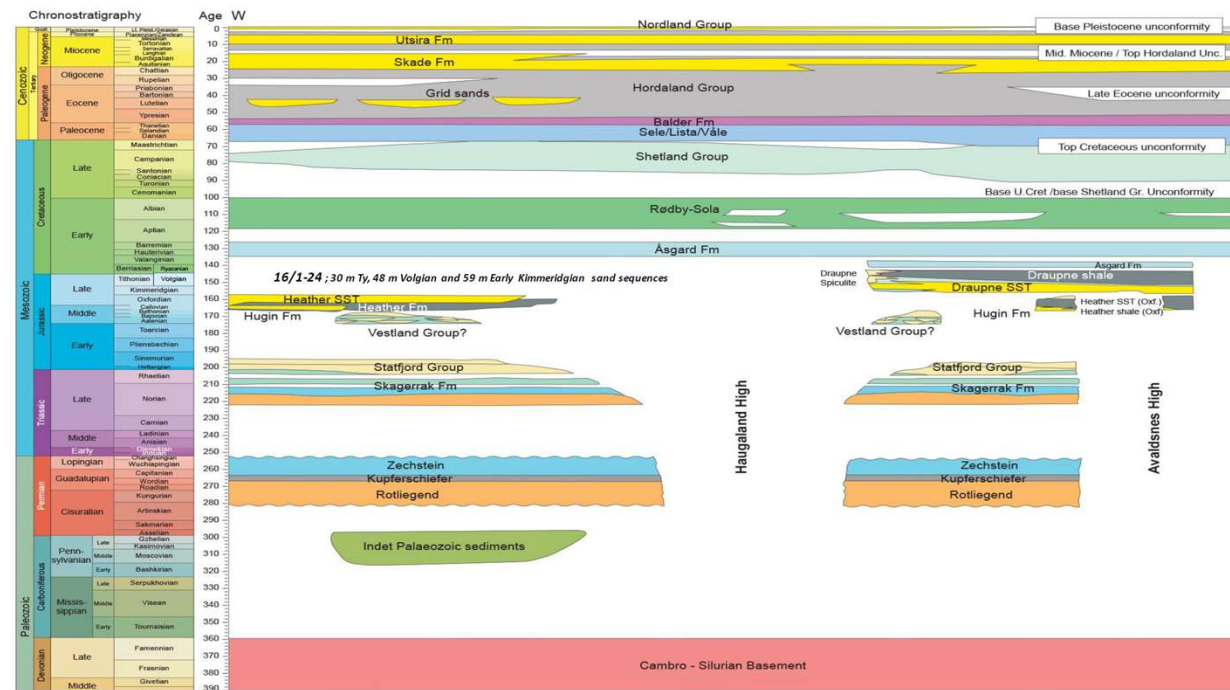 Chronostratigraphy
Age
W
Cenozoic
Tertiary
Quat.
Neogene
Paleogene
Pleistocene
Pliocene
Miocene
Oligocene
Eocene
Paleocene
Messinian
Tortonian
Serravallian
Langhian
Burdigalian
Aquitanian
Chattian
Rupelian
Priabonian
Bartonian
Lutetian
Ypresian
Thanetian
Selandian
Danian
Mesozoic
Cretaceous
Late
Early
Maastrichtian
Campanian
Santonian
Coniacian
Turonian
Cenomanian
Albian
Aptian
Barremian
Hauterivian
Valanginian
Berriasian
Ryazanian
Jurassic
Late
Middle
Early
Tithonian
Volgian
Kimmeridgian
Oxfordian
Callovian
Bathonian
Bajocian
Aalenian
Toarcian
Pliensbachian
Sinemurian
Hettangian
Triassic
Late
Middle
Early
Rhaetian
Norian
Carnian
Ladinian
Anisian
Olenekian
Induan
Paleozoic
Permian
Lopingian
Guadalupian
Cisuralian
Changhsingian
Wuchiapingian
Capitanian
Wordian
Roadian
Kungurian
Artinskian
Sakmarian
Asselian
Carboniferous
Penn-
sylvanian
Late
Middle
Early
Gzhelian
Kasimovian
Moscovian
Bashkirian
Missis-
sippian
Late
Middle
Early
Serpukhovian
Visean
Tournaisian
Devonian
Late
Middle
Famennian
Frasnian
Givetian
0
10
20
30
40
50
60
70
80
90
100
110
120
130
140
150
160
170
180
190
200
210
220
230
240
250
260
270
280
290
300
310
320
330
340
350
360
370
380
390
Nordland Group
Base Pleistocene unconformity
Utsira Fm
Mid. Miocene / Top Hordaland Unc.
Skade Fm
Hordaland Group
Grid sands
Late Eocene unconformity
Balder Fm
Sele/Lista/Våle
Top Cretaceous unconformity
Shetland Group
Base U.Cret /base Shetland Gr. Unconformity
Rødby-Sola
Åsgard Fm
16/1-24 ; 30 m Ty, 48 m Volgian and 59 m Early Kimmeridgian sand sequences
Åsgard Fm
Draupne
Spiculite
Draupne shale
Draupne SST
Heather SST
Heather Fm
Hugin Fm
Vestland Group?
Heather SST (Oxf.)
Hugin Fm
Heather shale (Oxf)
Vestland Group?
Statfjord Group
Statfjord Group
Skagerrak Fm
Skagerrak Fm
Haugaland High
Avaldsnes High
Zechstein
Zechstein
Kupferschiefer
Kupferschiefer
Rotliegend
Rotliegend
Indet Palaeozoic sediments
Cambro - Silurian Basement